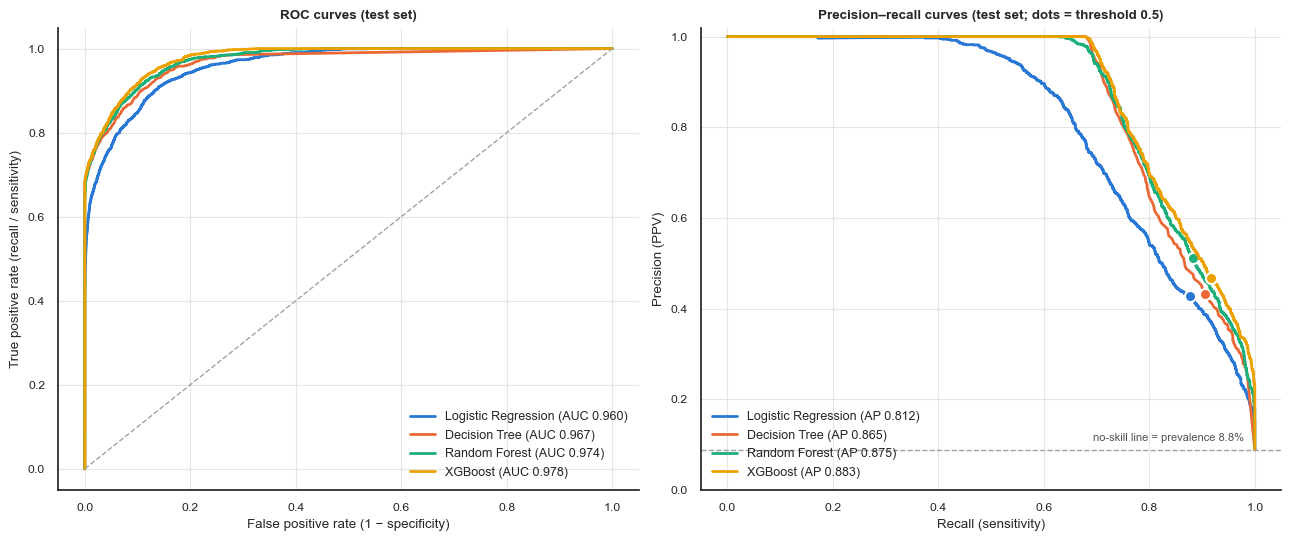 ROC curves (test set)
True positive rate (recall / sensitivity)
1.0
0.8
0.6
0.4
0.2
0.0
Logistic Regression (AUC 0.960)
Decision Tree (AUC 0.967)
Random Forest (AUC 0.974)
XGBoost (AUC 0.978)
0.0 0.2 0.4 0.6 0.8 1.0
False positive rate (1 − specificity)
Precision–recall curves (test set; dots = threshold 0.5)
Precision (PPV)
1.0
0.8
0.6
0.4
0.2
0.0
no-skill line = prevalence 8.8%
Logistic Regression (AP 0.812)
Decision Tree (AP 0.865)
Random Forest (AP 0.875)
XGBoost (AP 0.883)
0.0 0.2 0.4 0.6 0.8 1.0
Recall (sensitivity)